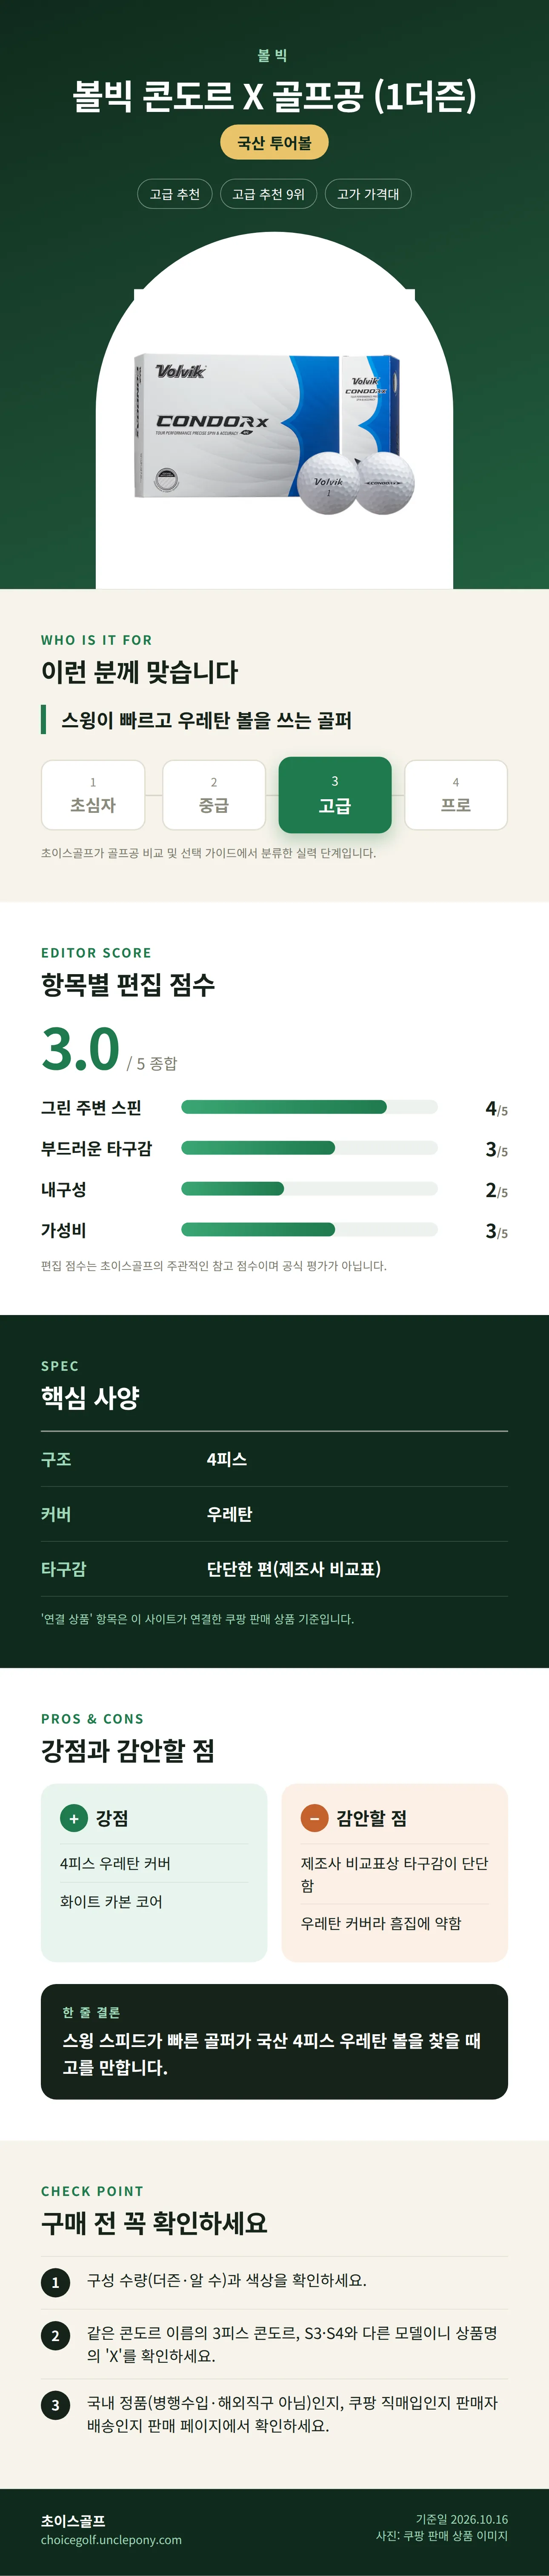 볼빅
볼빅 콘도르 X 골프공 (1더즌)
국산 투어볼
고급 추천
고급 추천 9위
고가 가격대
Volvik
CONDOR X
TOUR PERFORMANCE PRECISE SPIN & ACCURACY
Volvik
CONDOR X
Volvik
1
CONDOR X
WHO IS IT FOR
이런 분께 맞습니다
스윙이 빠르고 우레탄 볼을 쓰는 골퍼
1
초심자
2
중급
3
고급
4
프로
초이스골프가 골프공 비교 및 선택 가이드에서 분류한 실력 단계입니다.
EDITOR SCORE
항목별 편집 점수
3.0 / 5 종합
그린 주변 스핀 4/5
부드러운 타구감 3/5
내구성 2/5
가성비 3/5
편집 점수는 초이스골프의 주관적인 참고 점수이며 공식 평가가 아닙니다.
SPEC
핵심 사양
구조 4피스
커버 우레탄
타구감 단단한 편(제조사 비교표)
'연결 상품' 항목은 이 사이트가 연결한 쿠팡 판매 상품 기준입니다.
PROS & CONS
강점과 감안할 점
+ 강점
4피스 우레탄 커버
화이트 카본 코어
− 감안할 점
제조사 비교표상 타구감이 단단
함
우레탄 커버라 흠집에 약함
한 줄 결론
스윙 스피드가 빠른 골퍼가 국산 4피스 우레탄 볼을 찾을 때
고를 만합니다.
CHECK POINT
구매 전 꼭 확인하세요
1 구성 수량(더즌·알 수)과 색상을 확인하세요.
2 같은 콘도르 이름의 3피스 콘도르, S3·S4와 다른 모델이니 상품명
의 'X'를 확인하세요.
3 국내 정품(병행수입·해외직구 아님)인지, 쿠팡 직매입인지 판매자
배송인지 판매 페이지에서 확인하세요.
초이스골프
choicegolf.unclepony.com
기준일 2026.10.16
사진: 쿠팡 판매 상품 이미지